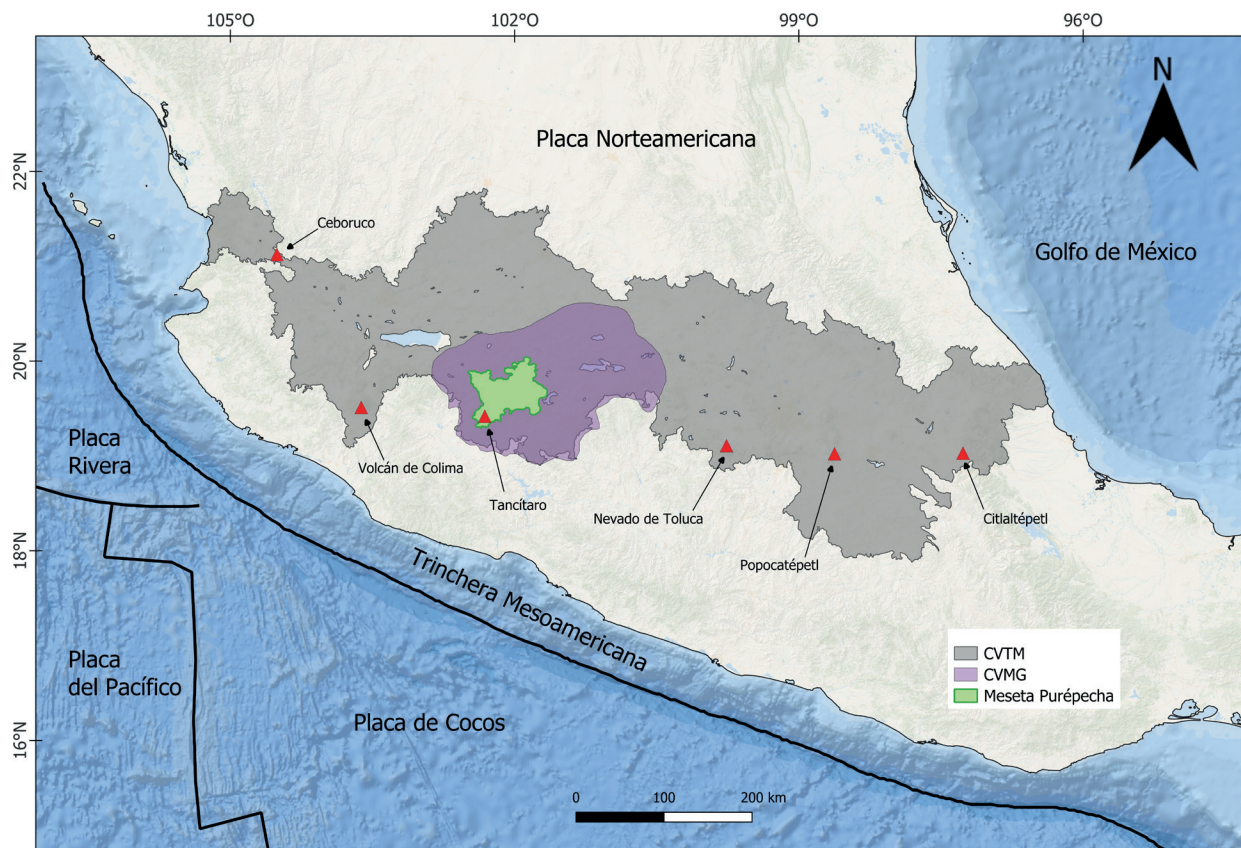 105°O
102°O
99°O
96°O
N
Placa Norteamericana
22°N
Ceboruco
Golfo de México
20°N
Placa
Rivera
Volcán de Colima
Tancítaro
Nevado de Toluca
Citlaltépetl
18°N
Popocatépetl
Trinchera Mesoamericana
CVTM
CVMG
Meseta Purépecha
Placa
del Pacífico
Placa de Cocos
16°N
0 100 200 km